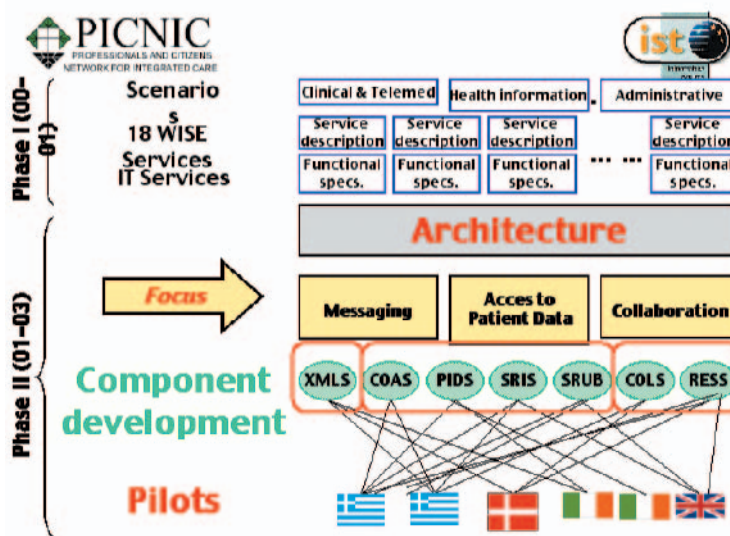 PICNIC
PROFESSIONALS AND CITIZENS
NETWORK FOR INTEGRATED CARE
ist
Phase I (00-01)
Scenario
s
18 WISE
Services
IT Services
Clinical & Telemed
Health information
.
Administrative
Service description
Service description
Service description
Service description
Functional specs.
Functional specs.
Functional specs.
... ...
Functional specs.
Architecture
Phase II (01-03)
Focus
Messaging
Acces to
Patient Data
Collaboration
Component
development
XMLS
COAS
PIDS
SRIS
SRUB
COLS
RESS
Pilots